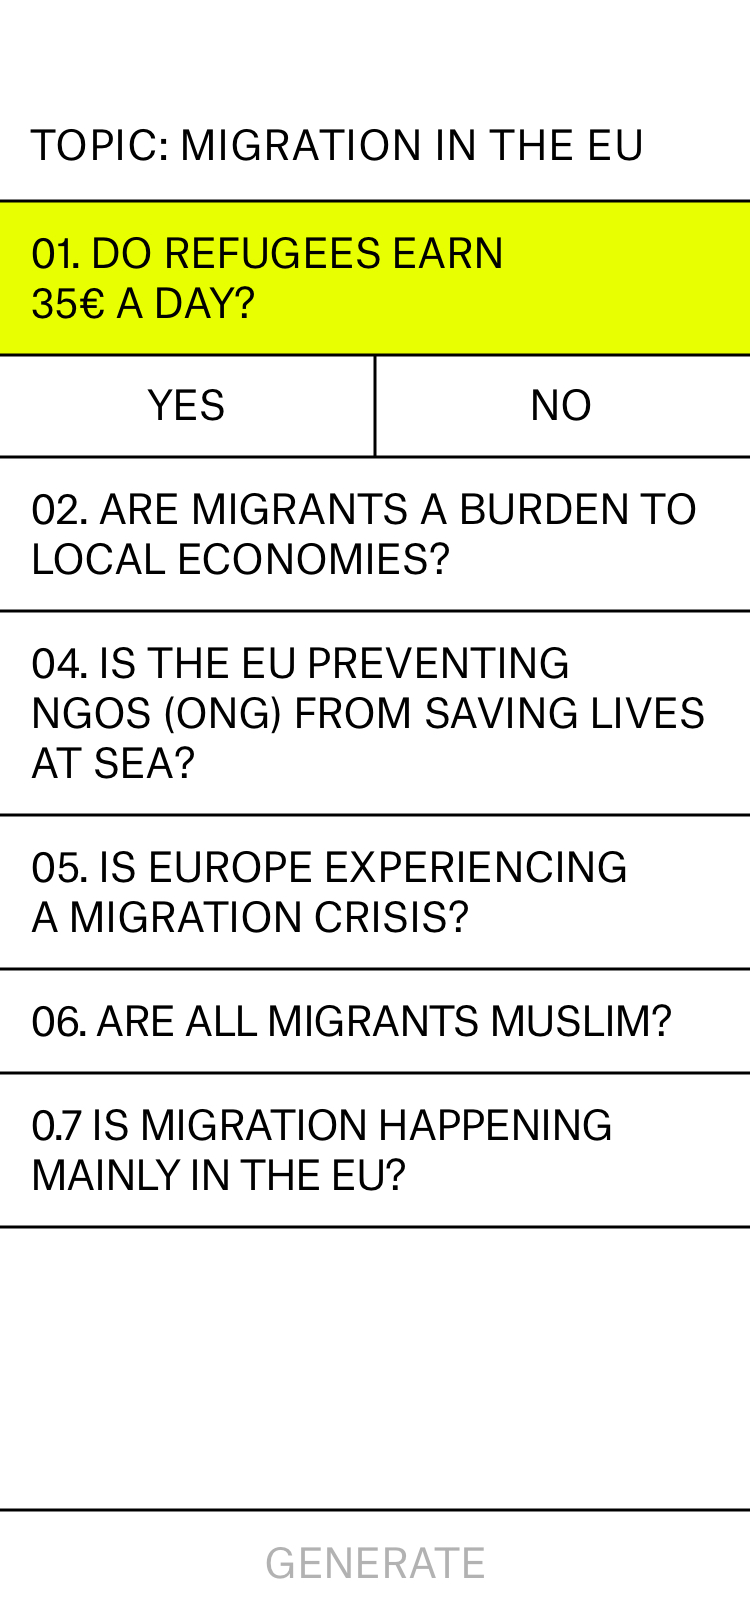 TOPIC: MIGRATION IN THE EU
01. DO REFUGEES EARN
35€ A DAY?
YES
NO
02. ARE MIGRANTS A BURDEN TO
LOCAL ECONOMIES?
04. IS THE EU PREVENTING
NGOS (ONG) FROM SAVING LIVES
AT SEA?
05. IS EUROPE EXPERIENCING
A MIGRATION CRISIS?
06. ARE ALL MIGRANTS MUSLIM?
0.7 IS MIGRATION HAPPENING
MAINLY IN THE EU?
GENERATE